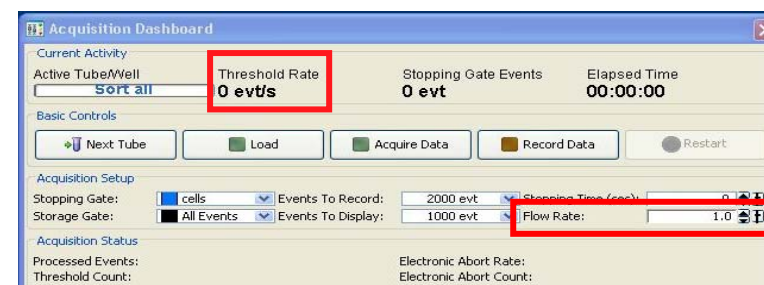 Acquisition Dashboard
Current Activity
Active Tube/Well Threshold Rate Stopping Gate Events Elapsed Time
Sort all 0 evt/s 0 evt 00:00:00
Basic Controls
Next Tube Load Acquire Data Record Data Restart
Acquisition Setup
Stopping Gate: cells Events To Record: 2000 evt Stopping Time (sec): 0
Storage Gate: All Events Events To Display: 1000 evt Flow Rate: 1.0
Acquisition Status
Processed Events: Electronic Abort Rate:
Threshold Count: Electronic Abort Count: